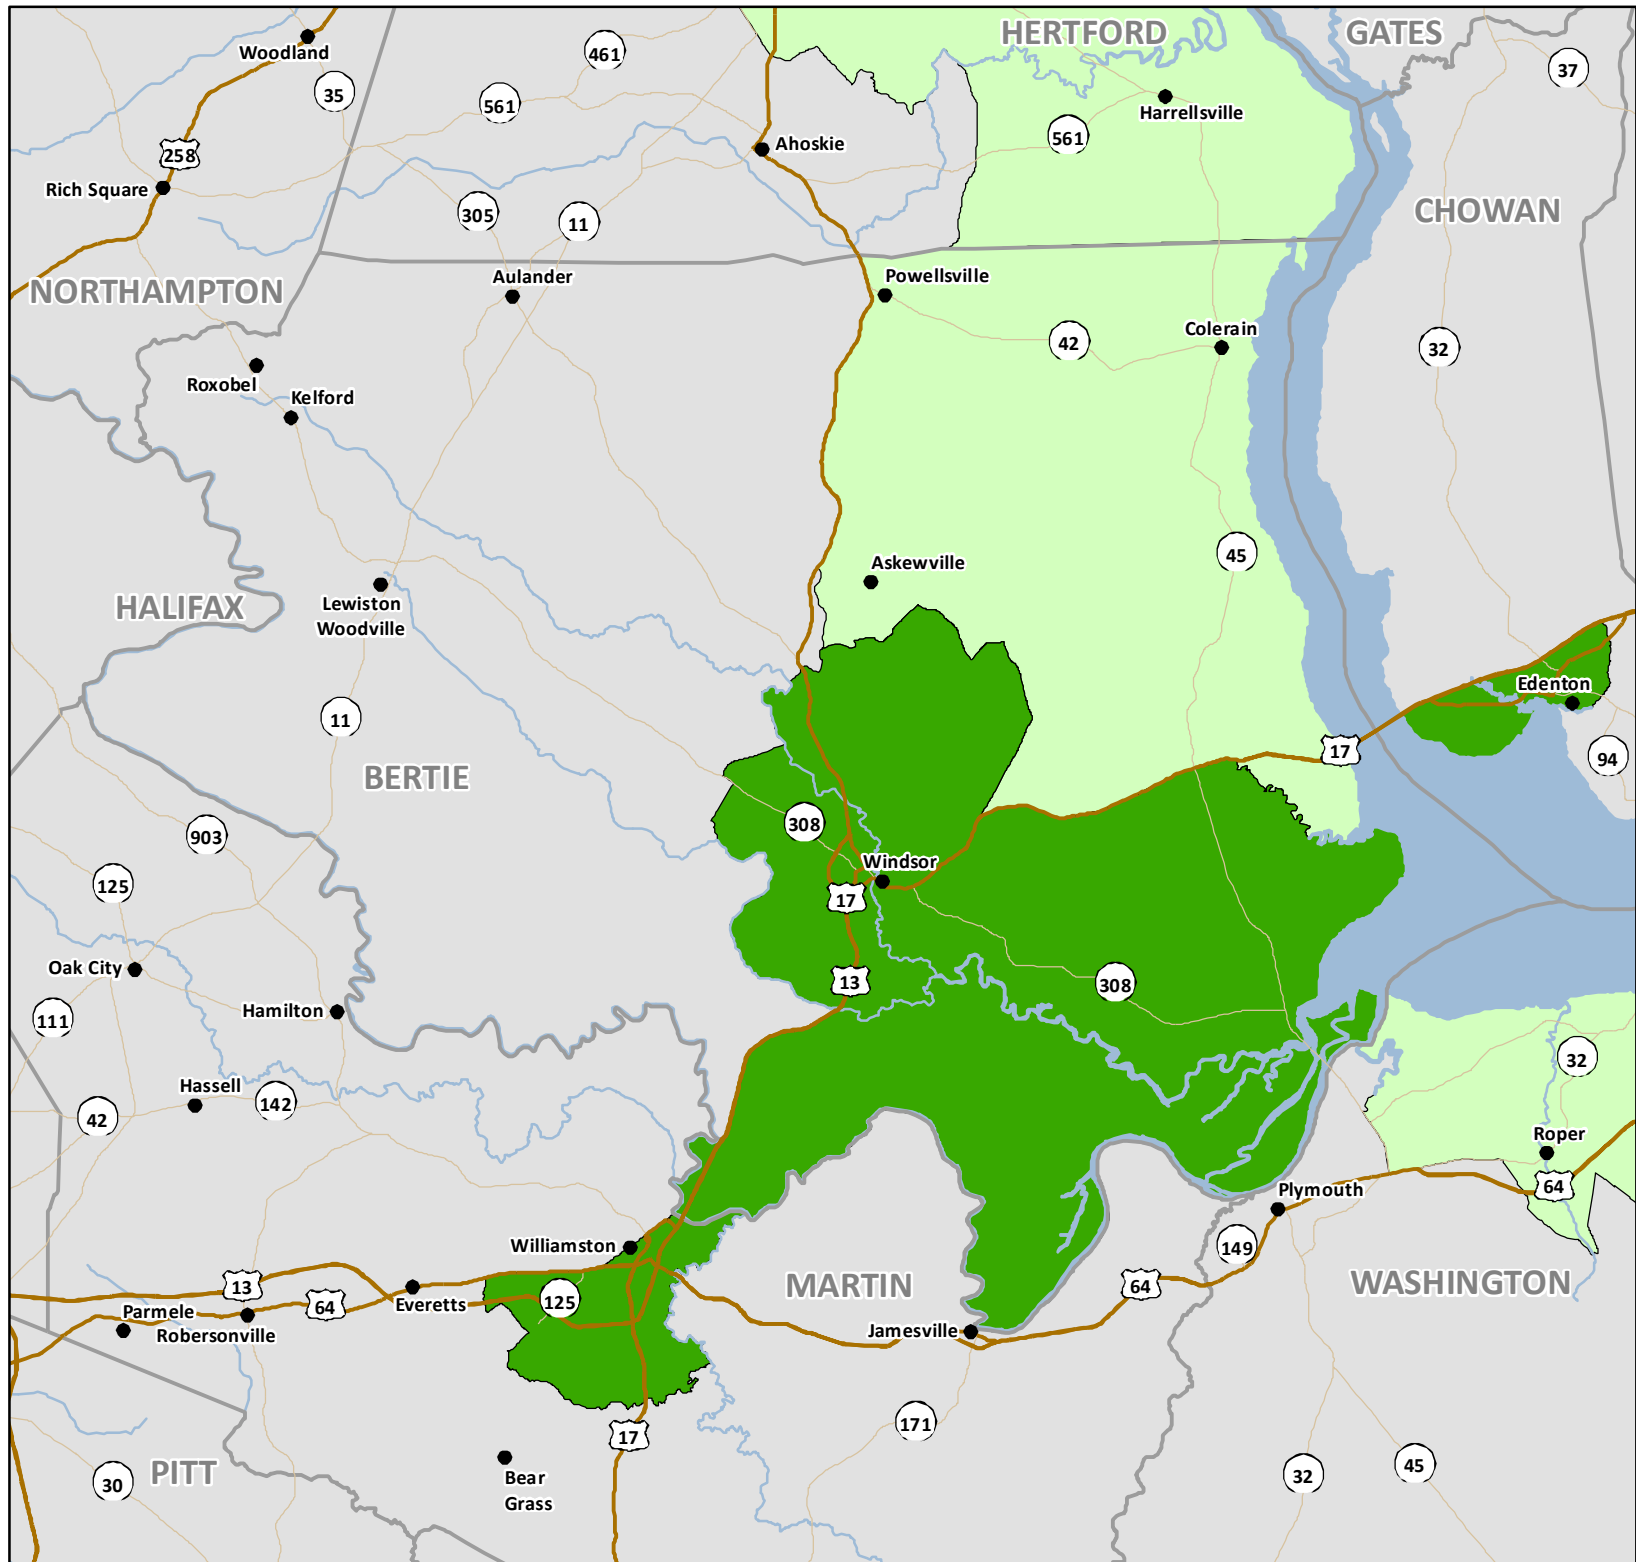 HERTFORD
GATES
Woodland
461
37
35
561
Harrellsville
561
Ahoskie
258
Rich Square
305
11
CHOWAN
Aulander
Powellsville
NORTHAMPTON
Colerain
42
32
Roxobel
Kelford
45
Askewville
Lewiston
Woodville
HALIFAX
Edenton
11
17
94
BERTIE
308
903
Windsor
125
17
Oak City
13
308
Hamilton
111
32
Hassell
142
42
Roper
64
Plymouth
Williamston
149
13
64
Everetts
125
MARTIN
64
WASHINGTON
Parmele
Robersonville
Jamesville
171
17
PITT
30
Bear
Grass
32
45